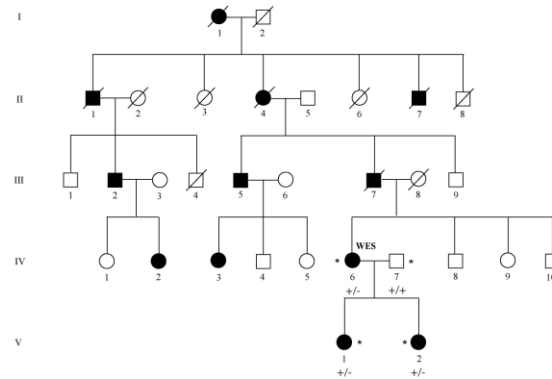 I
1 2
II
1 2 3 4 5 6 7 8
III
1 2 3 4 5 6 7 8 9
WES
IV
* *
1 2 3 4 5 6 7 8 9 10
+/- +/+
V
* *
1 2
+/- +/-